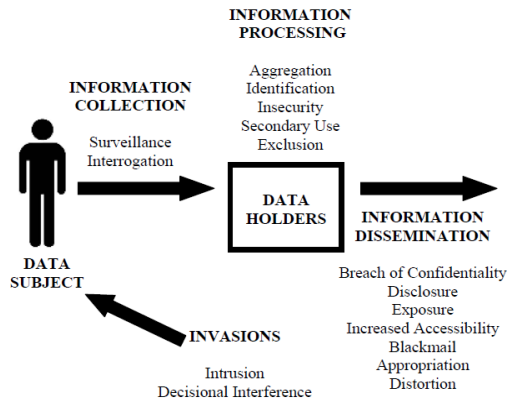 INFORMATION
PROCESSING
Aggregation
Identification
Insecurity
Secondary Use
Exclusion
INFORMATION
COLLECTION
Surveillance
Interrogation
DATA
SUBJECT
DATA
HOLDERS
INFORMATION
DISSEMINATION
Breach of Confidentiality
Disclosure
Exposure
Increased Accessibility
Blackmail
Appropriation
Distortion
INVASIONS
Intrusion
Decisional Interference